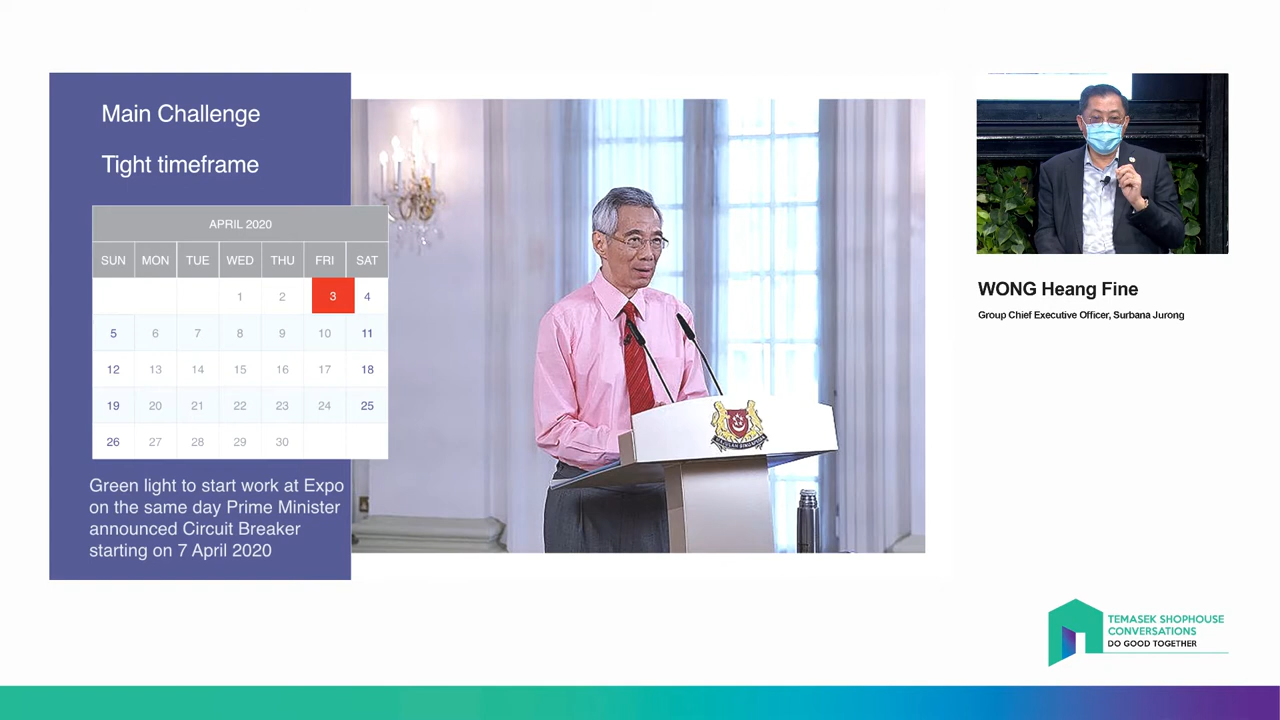 Main Challenge
Tight timeframe
APRIL 2020
SUN MON TUE WED THU FRI SAT
1 2 3 4
5 6 7 8 9 10 11
12 13 14 15 16 17 18
19 20 21 22 23 24 25
26 27 28 29 30
Green light to start work at Expo
on the same day Prime Minister
announced Circuit Breaker
starting on 7 April 2020
WONG Heang Fine
Group Chief Executive Officer, Surbana Jurong
TEMASEK SHOPHOUSE
CONVERSATIONS
DO GOOD TOGETHER